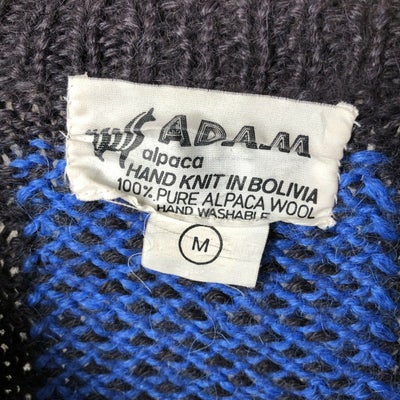 ADAM
alpaca
HAND KNIT IN BOLIVIA
100% PURE ALPACA WOOL
HAND WASHABLE
M